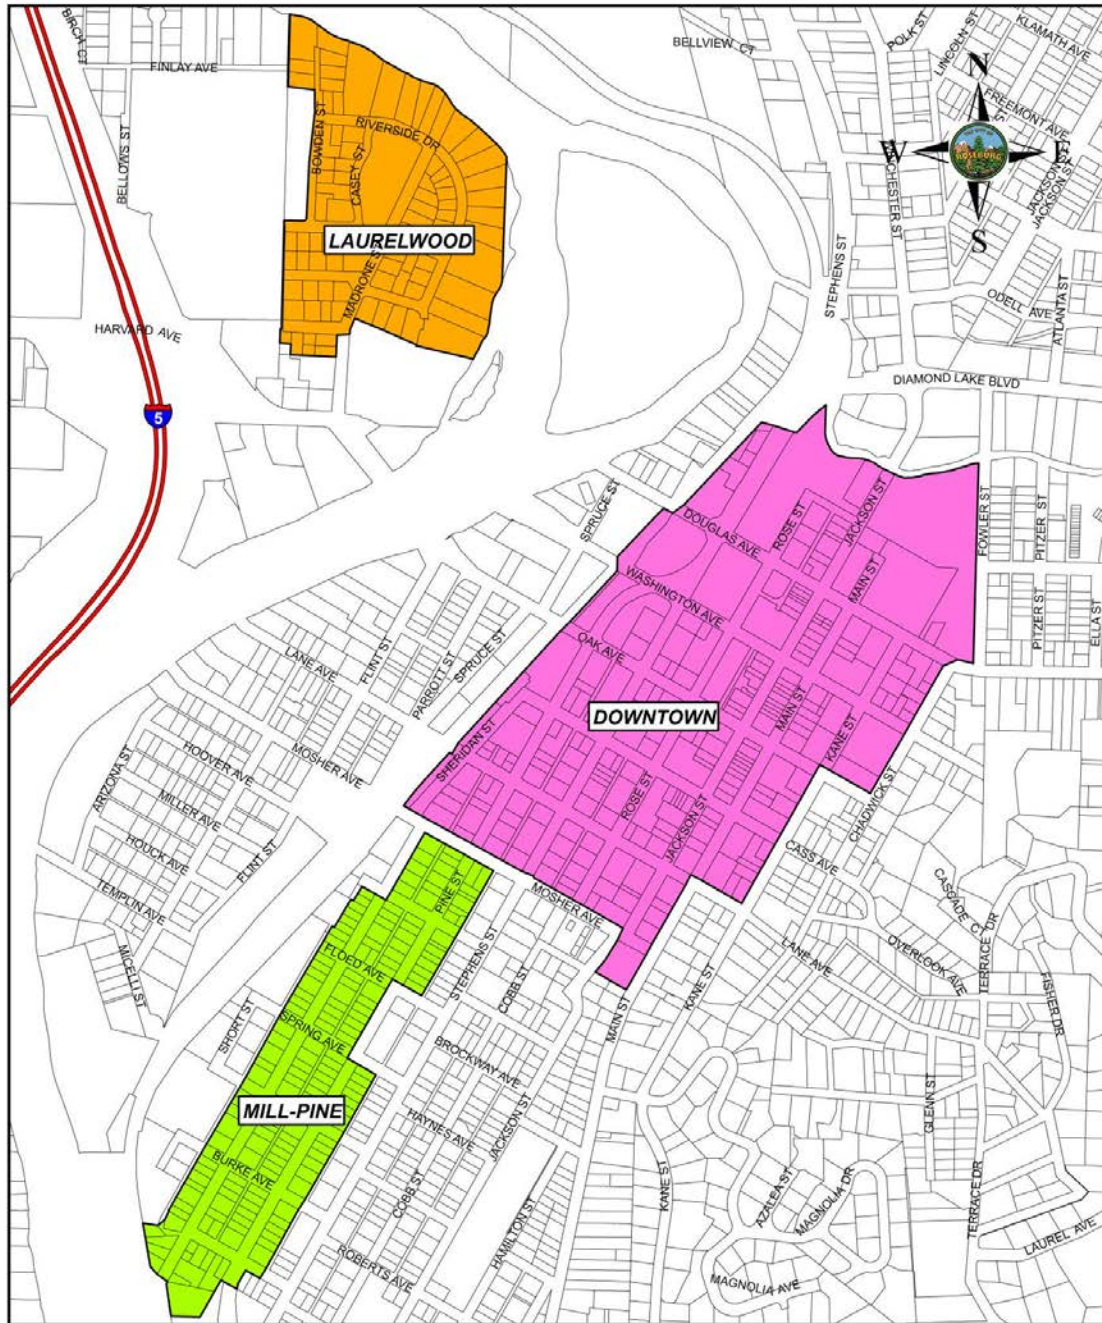 BIRCH CT
FINLAY AVE
BELLOWS ST
BOWDEN ST
RIVERSIDE DR
CASEY ST
LAURELWOOD
MADRONE ST
HARVARD AVE
5
BELLVIEW CT
POLK ST
LINCOLN ST
KLAMATH AVE
FREEMONT AVE
N
W
S
ROSEBURG
JACKSON ST
JACKSON ST
STEPHENS ST
ODELL AVE
ATLANTA ST
DIAMOND LAKE BLVD
SPRUCE ST
DOUGLAS AVE
ROSE ST
JACKSON ST
MAIN ST
FOWLER ST
PITZER ST
PITZER ST
ELLA ST
WASHINGTON AVE
OAK AVE
DOWNTOWN
MAIN ST
KANE ST
SHERIDAN ST
ROSE ST
JACKSON ST
LANE AVE
FLINT ST
PARROTT ST
SPRUCE ST
HOOVER AVE
MOSHER AVE
ARIZONA ST
MILLER AVE
HOUCK AVE
FLINT ST
TEMPLIN AVE
MICELLI ST
CHADWICK ST
CASS AVE
CASCADE CT
TERRACE DR
OVERLOOK AVE
LANE AVE
FISHER DR
MOSHER AVE
PINE ST
STEPHENS ST
COBB ST
MAIN ST
KANE ST
FLOED AVE
SHORT ST
SPRING AVE
BROCKWAY AVE
MILL-PINE
HAYNES AVE
JACKSON ST
GLENN ST
BURKE AVE
COBB ST
KANE ST
AZALEA ST
MAGNOLIA DR
TERRACE DR
LAUREL AVE
HAMILTON ST
ROBERTS AVE
MAGNOLIA AVE